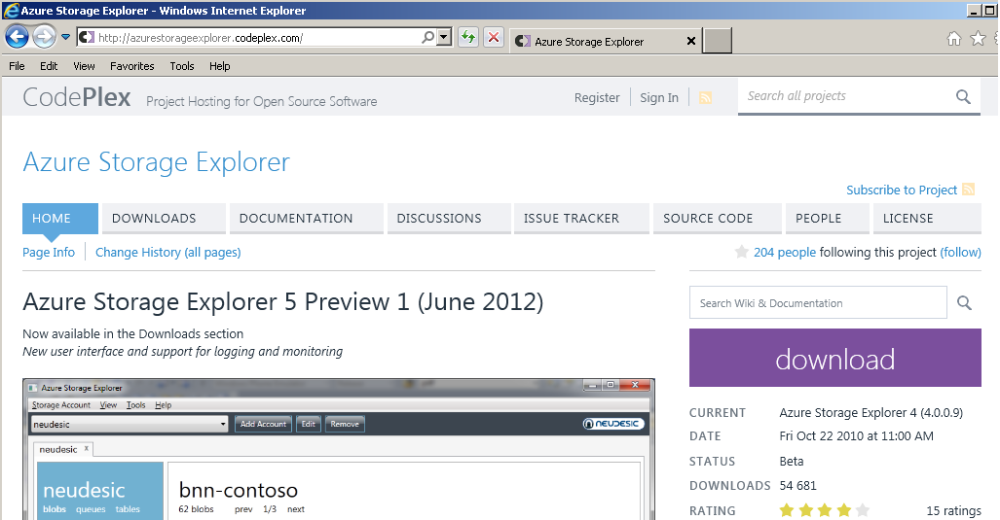 Azure Storage Explorer - Windows Internet Explorer
http://azurestorageexplorer.codeplex.com/
Azure Storage Explorer
File Edit View Favorites Tools Help
CodePlex Project Hosting for Open Source Software
Register Sign In
Search all projects
Azure Storage Explorer
Subscribe to Project
HOME DOWNLOADS DOCUMENTATION DISCUSSIONS ISSUE TRACKER SOURCE CODE PEOPLE LICENSE
Page Info Change History (all pages)
204 people following this project (follow)
Azure Storage Explorer 5 Preview 1 (June 2012)
Now available in the Downloads section
New user interface and support for logging and monitoring
Azure Storage Explorer
Storage Account View Tools Help
neudesic Add Account Edit Remove NEUDESIC
neudesic x
neudesic
blobs queues tables
bnn-contoso
62 blobs prev 1/3 next
Search Wiki & Documentation
download
CURRENT Azure Storage Explorer 4 (4.0.0.9)
DATE Fri Oct 22 2010 at 11:00 AM
STATUS Beta
DOWNLOADS 54 681
RATING 15 ratings